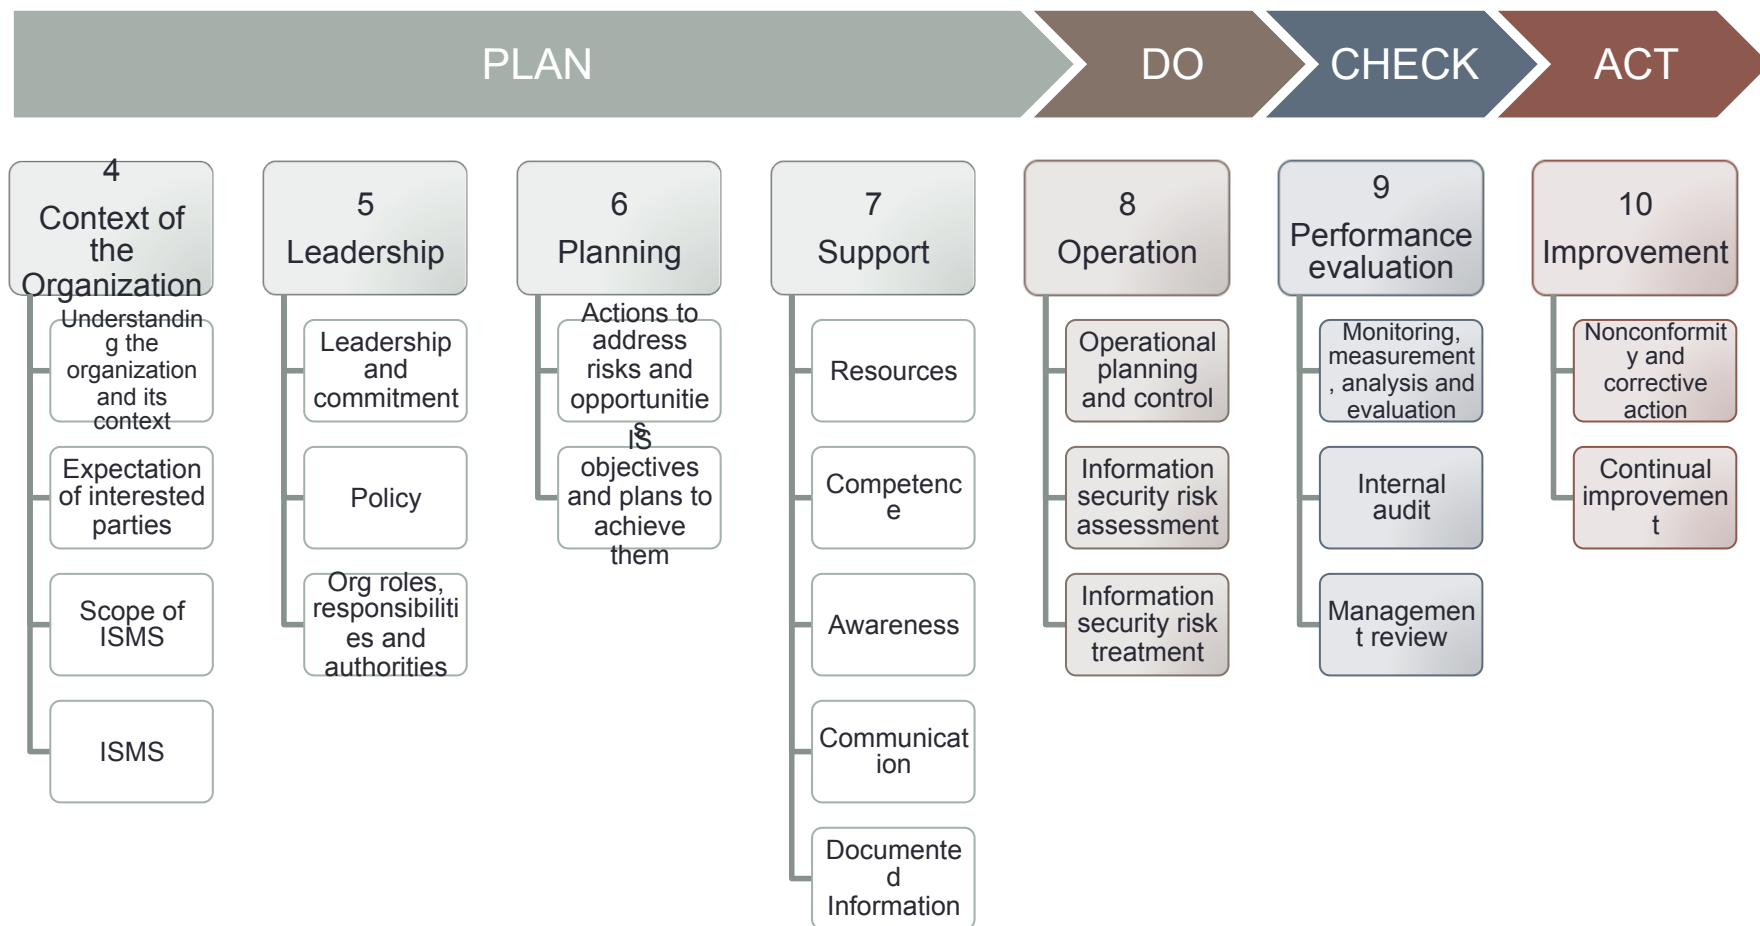 PLAN
DO
CHECK
ACT
4
Context of
the
Organization
Understandin
g the
organization
and its
context
Expectation
of interested
parties
Scope of
ISMS
ISMS
5
Leadership
Leadership
and
commitment
Policy
Org roles,
responsibiliti
es and
authorities
6
Planning
Actions to
address
risks and
opportunitie
s
IS
objectives
and plans to
achieve
them
7
Support
Resources
Competenc
e
Awareness
Communicat
ion
Documente
d
Information
8
Operation
Operational
planning
and control
Information
security risk
assessment
Information
security risk
treatment
9
Performance
evaluation
Monitoring,
measurement
, analysis and
evaluation
Internal
audit
Managemen
t review
10
Improvement
Nonconformit
y and
corrective
action
Continual
improvemen
t